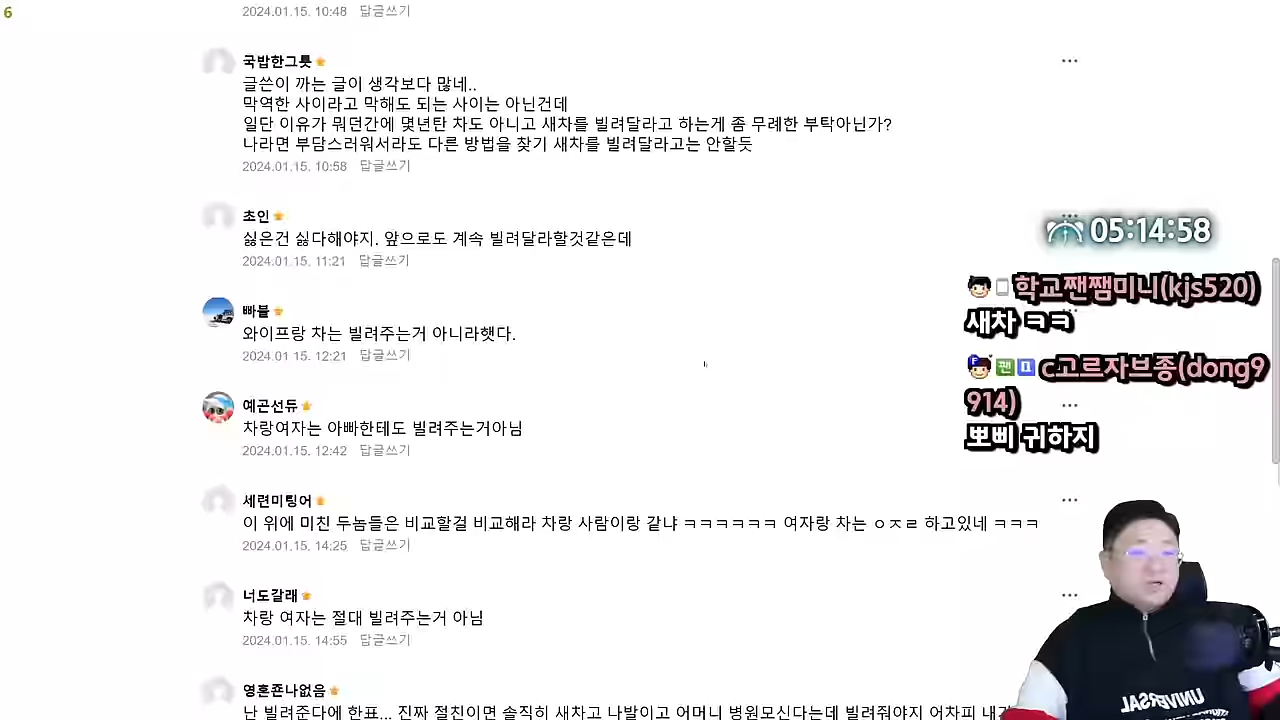 6
2024.01.15. 10:48 답글쓰기
국밥한그릇
글쓴이 까는 글이 생각보다 많네..
막역한 사이라고 막해도 되는 사이는 아닌건데
일단 이유가 뭐던간에 몇년탄 차도 아니고 새차를 빌려달라고 하는게 좀 무례한 부탁아닌가?
나라면 부담스러워서라도 다른 방법을 찾기 새차를 빌려달라고는 안할듯
2024.01.15. 10:58 답글쓰기
초인
싫은건 싫다해야지. 앞으로도 계속 빌려달라할것같은데
2024.01.15. 11:21 답글쓰기
빠블
와이프랑 차는 빌려주는거 아니라햇다.
2024.01 15. 12:21 답글쓰기
예곤선듀
차랑여자는 아빠한테도 빌려주는거아님
2024.01.15. 12:42 답글쓰기
세련미팅어
이 위에 미친 두놈들은 비교할걸 비교해라 차랑 사람이랑 같냐 ㅋㅋㅋㅋㅋㅋ 여자랑 차는 ㅇㅈㄹ 하고있네 ㅋㅋㅋ
2024.01.15. 14:25 답글쓰기
너도갈래
차랑 여자는 절대 빌려주는거 아님
2024.01.15. 14:55 답글쓰기
영혼죤나없음
난 빌려준다에 한표... 진짜 절친이면 솔직히 새차고 나발이고 어머니 병원모신다는데 빌려줘야지 어차피 내
05:14:58
학교짼쨈미니(kjs520)
새차 ㅋㅋ
c고르자브종(dong9
914)
뽀삐 귀하지
UNIVERSAL